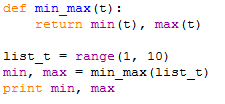 def min_max(t):
    return min(t), max(t)
list_t = range(1, 10)
min, max = min_max(list_t)
print min, max